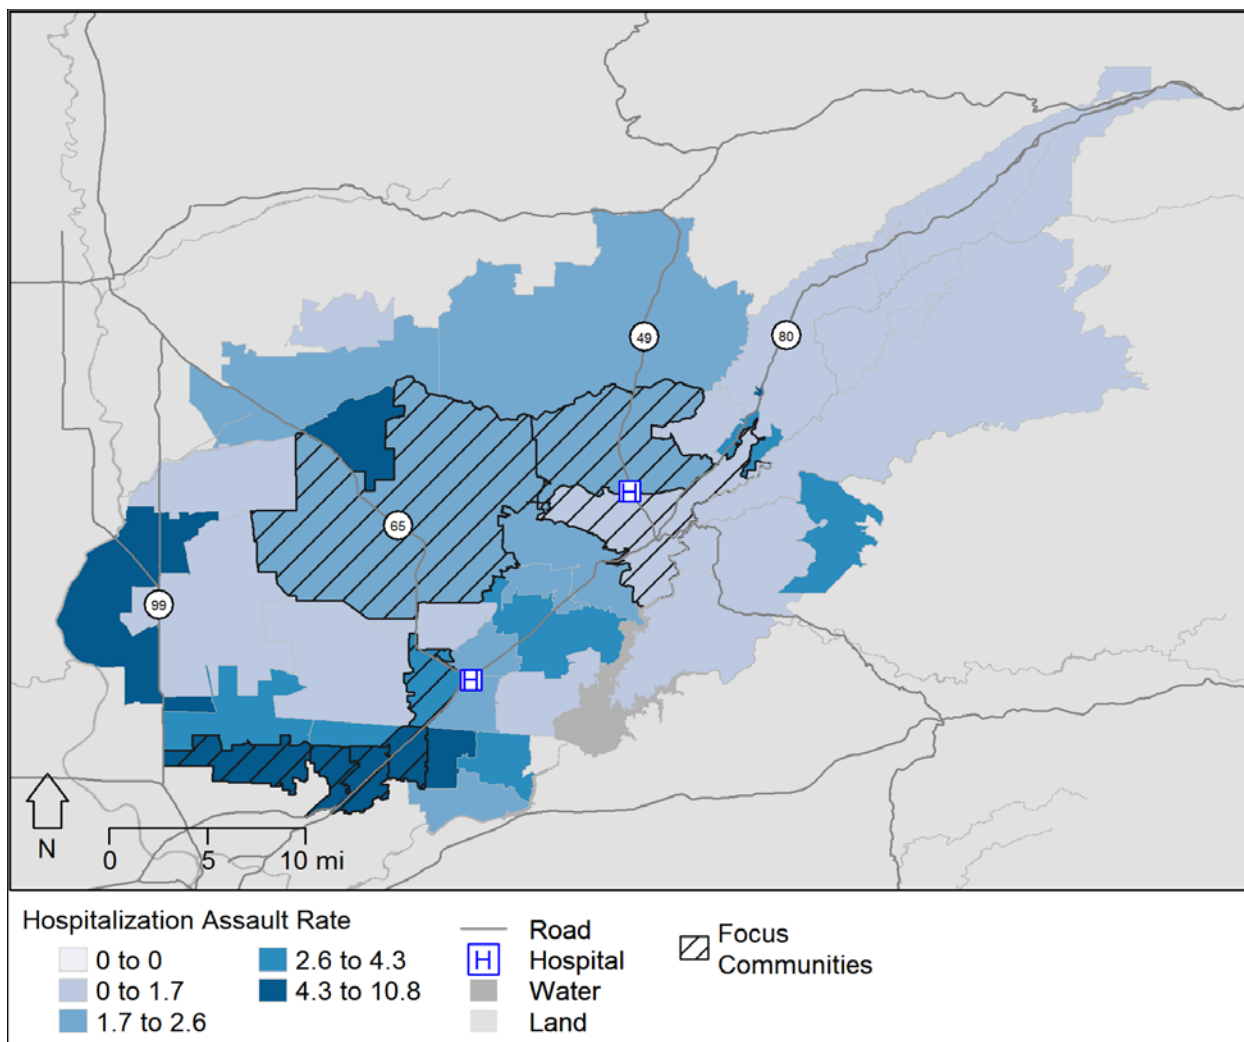 49
80
H
65
99
H
N
0 5 10 mi
Hospitalization Assault Rate
0 to 0
0 to 1.7
1.7 to 2.6
2.6 to 4.3
4.3 to 10.8
Road
H Hospital
Water
Land
Focus
Communities